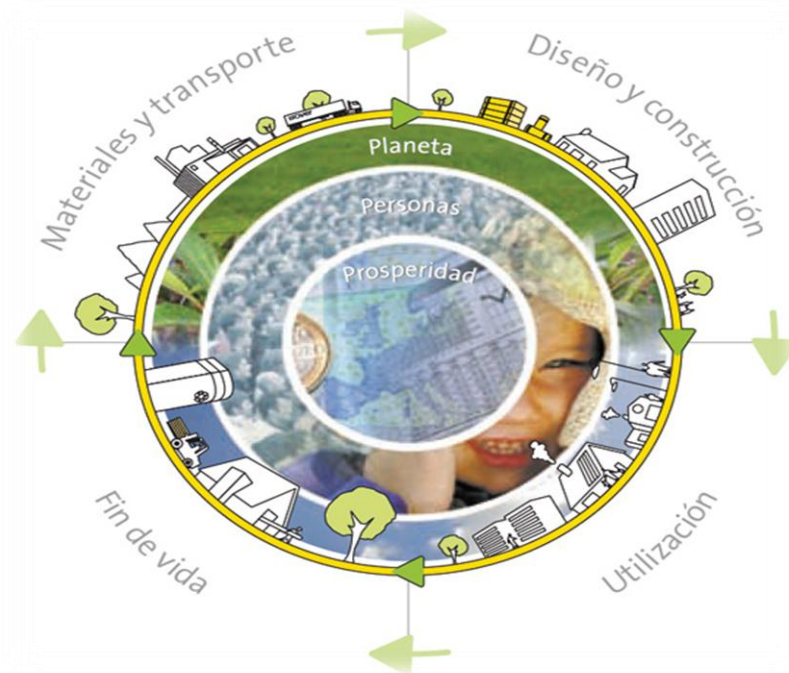 Materiales y transporte
Diseño y construcción
Planeta
Personas
Prosperidad
Fin de vida
Utilización